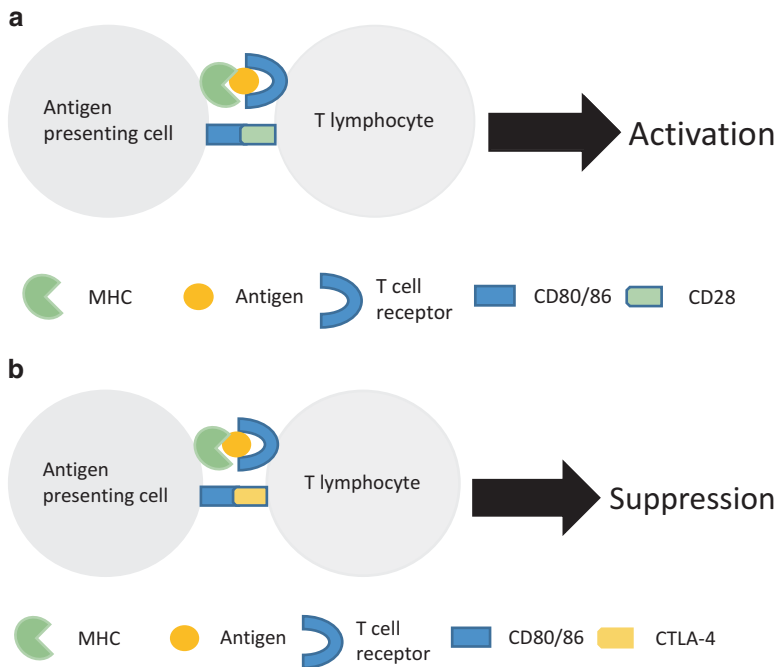 a
Antigen
presenting cell
T lymphocyte
Activation
MHC
Antigen
T cell
receptor
CD80/86
CD28
b
Antigen
presenting cell
T lymphocyte
Suppression
MHC
Antigen
T cell
receptor
CD80/86
CTLA-4